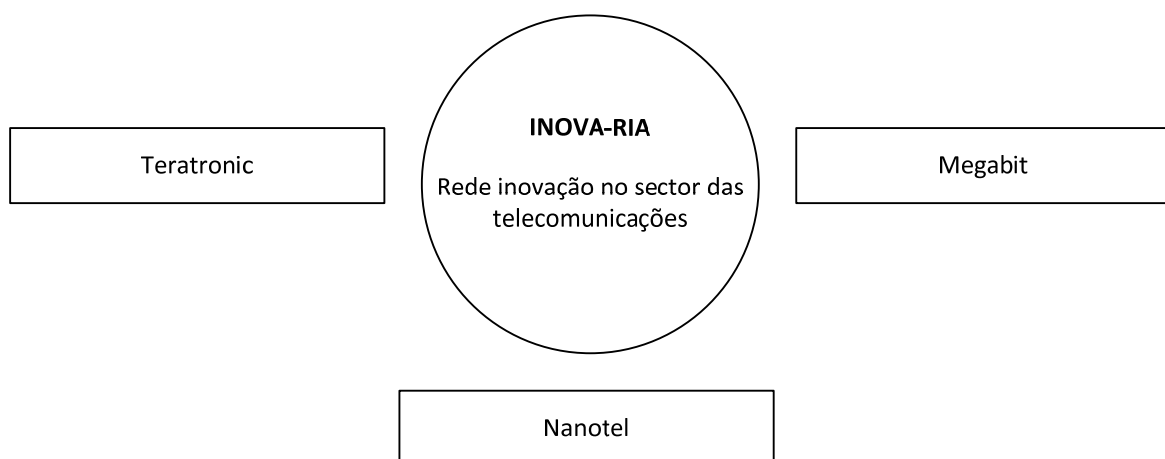 INOVA-RIA
Teratronic
Rede inovação no sector das
telecomunicações
Megabit
Nanotel